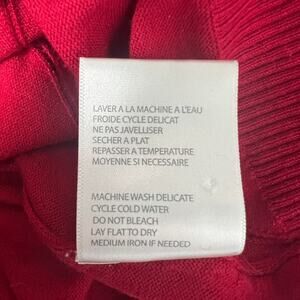 LAVER A LA MACHINE A L'EAU
FROIDE CYCLE DELICAT
NE PAS JAVELLISER
SECHER A PLAT
REPASSER A TEMPERATURE
MOYENNE SI NECESSAIRE
MACHINE WASH DELICATE
CYCLE COLD WATER
DO NOT BLEACH
LAY FLAT TO DRY
MEDIUM IRON IF NEEDED